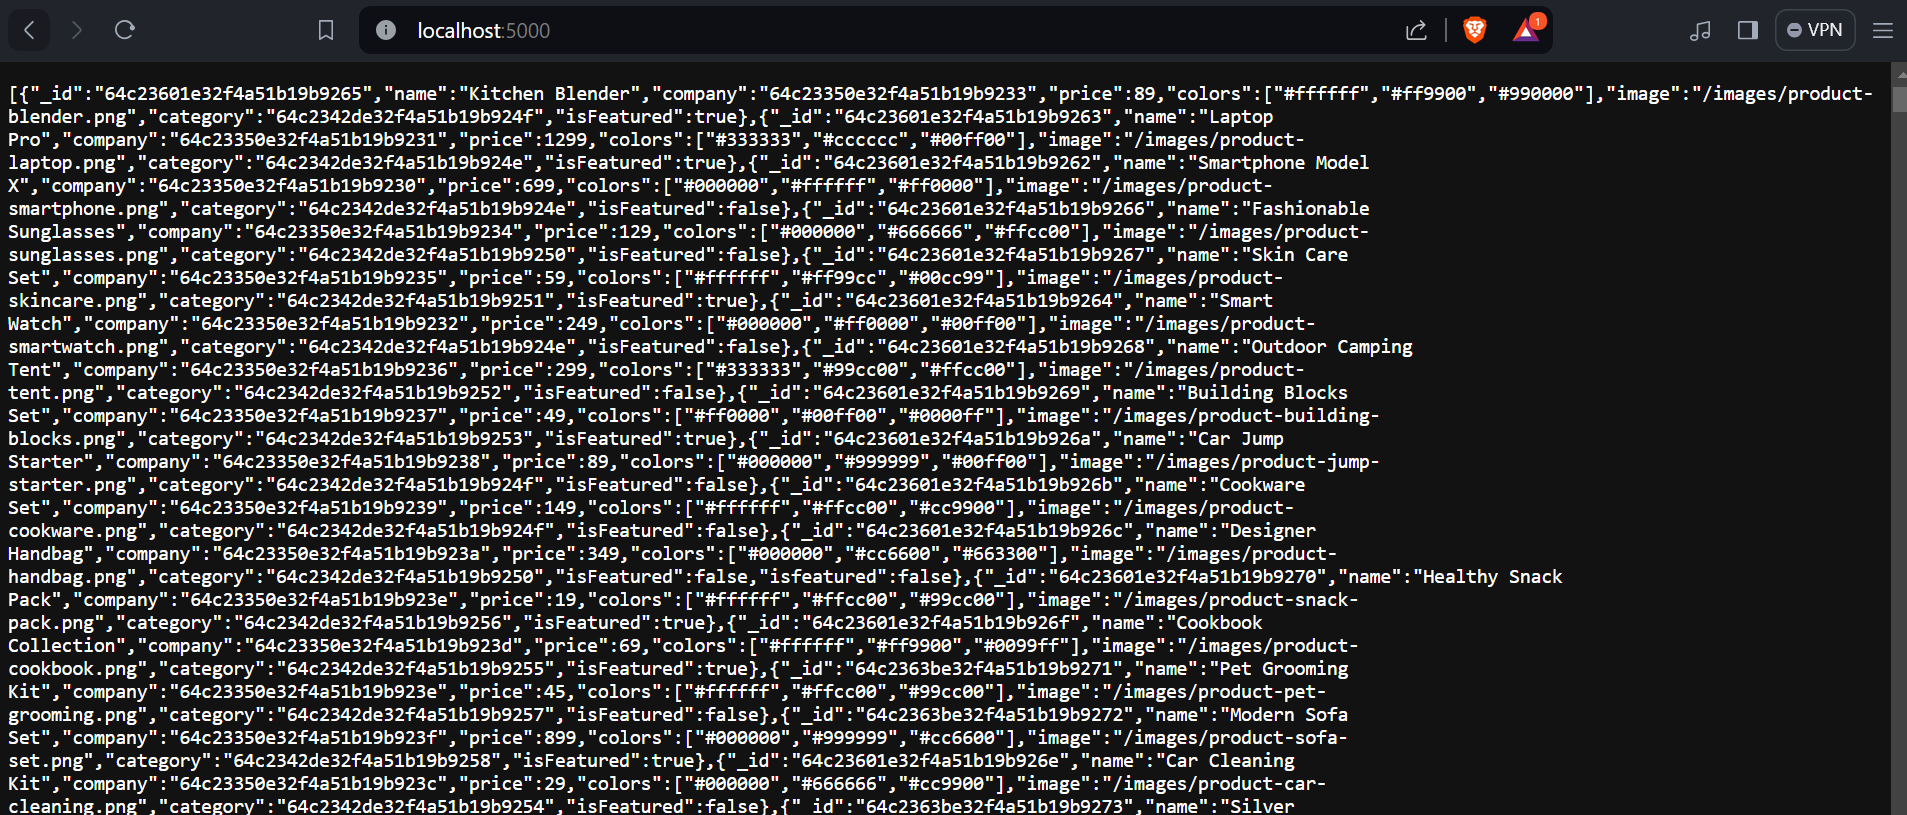 localhost:5000
1
VPN
[{"_id":"64c23601e32f4a51b19b9265","name":"Kitchen Blender","company":"64c23350e32f4a51b19b9233","price":89,"colors":["#ffffff","#ff9900","#990000"],"image":"/images/product-
blender.png","category":"64c2342de32f4a51b19b924f","isFeatured":true},{"_id":"64c23601e32f4a51b19b9263","name":"Laptop
Pro","company":"64c23350e32f4a51b19b9231","price":1299,"colors":["#333333","#cccccc","#00ff00"],"image":"/images/product-
laptop.png","category":"64c2342de32f4a51b19b924e","isFeatured":true},{"_id":"64c23601e32f4a51b19b9262","name":"Smartphone Model
X","company":"64c23350e32f4a51b19b9230","price":699,"colors":["#000000","#ffffff","#ff0000"],"image":"/images/product-
smartphone.png","category":"64c2342de32f4a51b19b924e","isFeatured":false},{"_id":"64c23601e32f4a51b19b9266","name":"Fashionable
Sunglasses","company":"64c23350e32f4a51b19b9234","price":129,"colors":["#000000","#666666","#ffcc00"],"image":"/images/product-
sunglasses.png","category":"64c2342de32f4a51b19b9250","isFeatured":false},{"_id":"64c23601e32f4a51b19b9267","name":"Skin Care
Set","company":"64c23350e32f4a51b19b9235","price":59,"colors":["#ffffff","#ff99cc","#00cc99"],"image":"/images/product-
skincare.png","category":"64c2342de32f4a51b19b9251","isFeatured":true},{"_id":"64c23601e32f4a51b19b9264","name":"Smart
Watch","company":"64c23350e32f4a51b19b9232","price":249,"colors":["#000000","#ff0000","#00ff00"],"image":"/images/product-
smartwatch.png","category":"64c2342de32f4a51b19b924e","isFeatured":false},{"_id":"64c23601e32f4a51b19b9268","name":"Outdoor Camping
Tent","company":"64c23350e32f4a51b19b9236","price":299,"colors":["#333333","#99cc00","#ffcc00"],"image":"/images/product-
tent.png","category":"64c2342de32f4a51b19b9252","isFeatured":false},{"_id":"64c23601e32f4a51b19b9269","name":"Building Blocks
Set","company":"64c23350e32f4a51b19b9237","price":49,"colors":["#ff0000","#00ff00","#0000ff"],"image":"/images/product-building-
blocks.png","category":"64c2342de32f4a51b19b9253","isFeatured":true},{"_id":"64c23601e32f4a51b19b926a","name":"Car Jump
Starter","company":"64c23350e32f4a51b19b9238","price":89,"colors":["#000000","#999999","#00ff00"],"image":"/images/product-jump-
starter.png","category":"64c2342de32f4a51b19b924f","isFeatured":false},{"_id":"64c23601e32f4a51b19b926b","name":"Cookware
Set","company":"64c23350e32f4a51b19b9239","price":149,"colors":["#ffffff","#ffcc00","#cc9900"],"image":"/images/product-
cookware.png","category":"64c2342de32f4a51b19b924f","isFeatured":false},{"_id":"64c23601e32f4a51b19b926c","name":"Designer
Handbag","company":"64c23350e32f4a51b19b923a","price":349,"colors":["#000000","#cc6600","#663300"],"image":"/images/product-
handbag.png","category":"64c2342de32f4a51b19b9250","isFeatured":false,"isfeatured":false},{"_id":"64c23601e32f4a51b19b9270","name":"Healthy Snack
Pack","company":"64c23350e32f4a51b19b923e","price":19,"colors":["#ffffff","#ffcc00","#99cc00"],"image":"/images/product-snack-
pack.png","category":"64c2342de32f4a51b19b9256","isFeatured":true},{"_id":"64c23601e32f4a51b19b926f","name":"Cookbook
Collection","company":"64c23350e32f4a51b19b923d","price":69,"colors":["#ffffff","#ff9900","#0099ff"],"image":"/images/product-
cookbook.png","category":"64c2342de32f4a51b19b9255","isFeatured":true},{"_id":"64c2363be32f4a51b19b9271","name":"Pet Grooming
Kit","company":"64c23350e32f4a51b19b923e","price":45,"colors":["#ffffff","#ffcc00","#99cc00"],"image":"/images/product-pet-
grooming.png","category":"64c2342de32f4a51b19b9257","isFeatured":false},{"_id":"64c2363be32f4a51b19b9272","name":"Modern Sofa
Set","company":"64c23350e32f4a51b19b923f","price":899,"colors":["#000000","#999999","#cc6600"],"image":"/images/product-sofa-
set.png","category":"64c2342de32f4a51b19b9258","isFeatured":true},{"_id":"64c23601e32f4a51b19b926e","name":"Car Cleaning
Kit","company":"64c23350e32f4a51b19b923c","price":29,"colors":["#000000","#666666","#cc9900"],"image":"/images/product-car-
cleaning.png","category":"64c2342de32f4a51b19b9254","isFeatured":false},{"_id":"64c2363be32f4a51b19b9273","name":"Silver